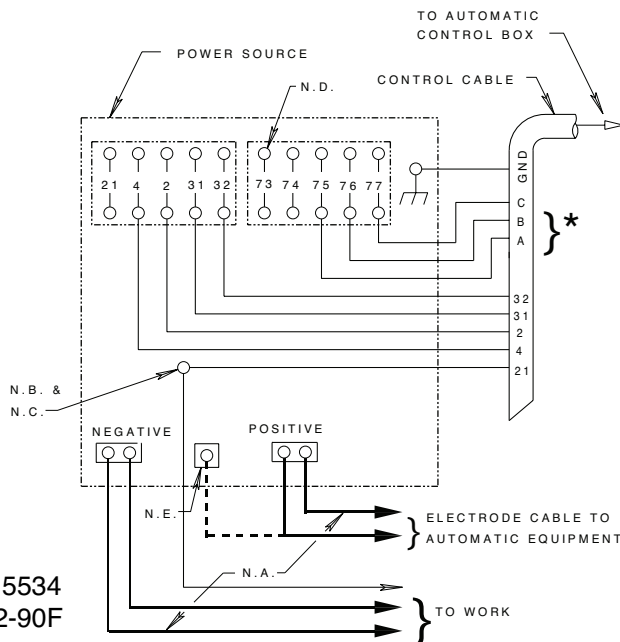 TO AUTOMATIC
CONTROL BOX
POWER SOURCE
CONTROL CABLE
N.D.
21 4 2 31 32 73 74 75 76 77
GND
C
B
A
}*
32
31
2
4
21
N.B. &
N.C.
NEGATIVE
POSITIVE
N.E.
ELECTRODE CABLE TO
AUTOMATIC EQUIPMENT
N.A.
5534
2-90F
TO WORK